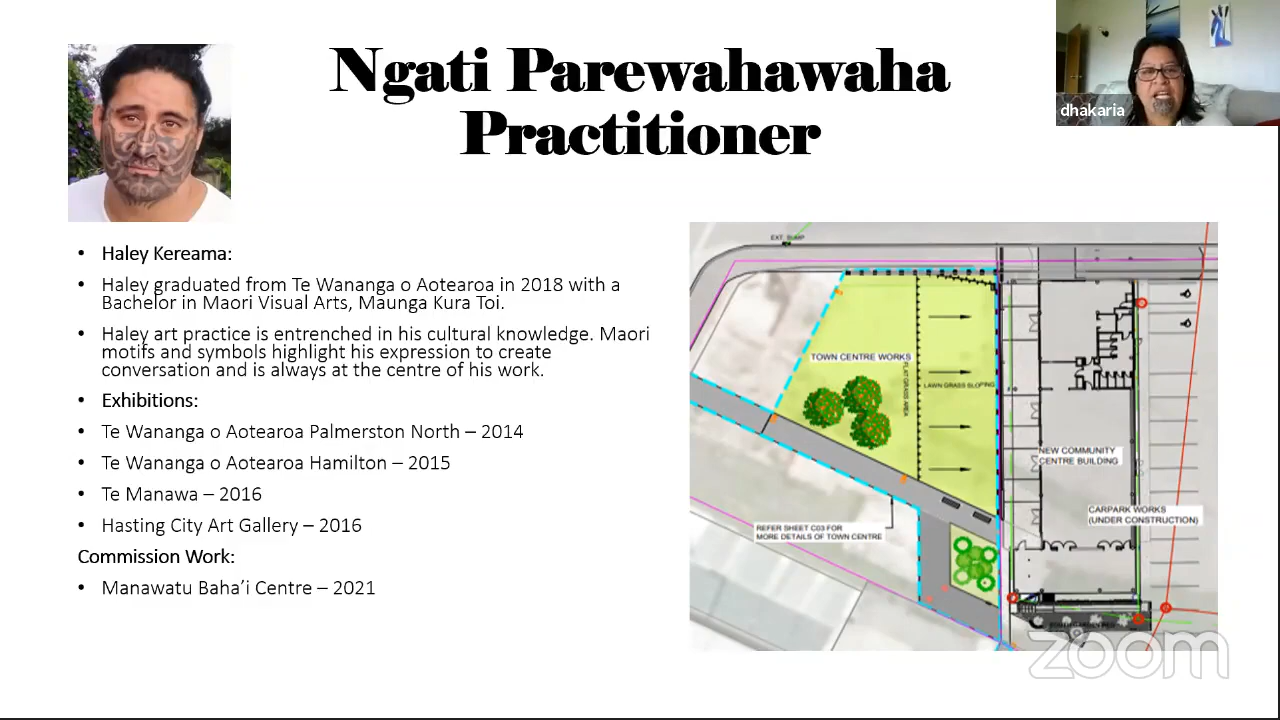 Ngati Parewahawaha
Practitioner
dhakaria
• Haley Kereama:
• Haley graduated from Te Wananga o Aotearoa in 2018 with a
Bachelor in Maori Visual Arts, Maunga Kura Toi.
• Haley art practice is entrenched in his cultural knowledge. Maori
motifs and symbols highlight his expression to create
conversation and is always at the centre of his work.
• Exhibitions:
• Te Wananga o Aotearoa Palmerston North – 2014
• Te Wananga o Aotearoa Hamilton – 2015
• Te Manawa – 2016
• Hasting City Art Gallery – 2016
Commission Work:
• Manawatu Baha’i Centre – 2021
EXT. SUMP
TOWN CENTRE WORKS
FLAT GRASS AREA
LAWN GRASS SLOPING
NEW COMMUNITY
CENTRE BUILDING
CARPARK WORKS
(UNDER CONSTRUCTION)
REFER SHEET C03 FOR
MORE DETAILS OF TOWN CENTRE
zoom